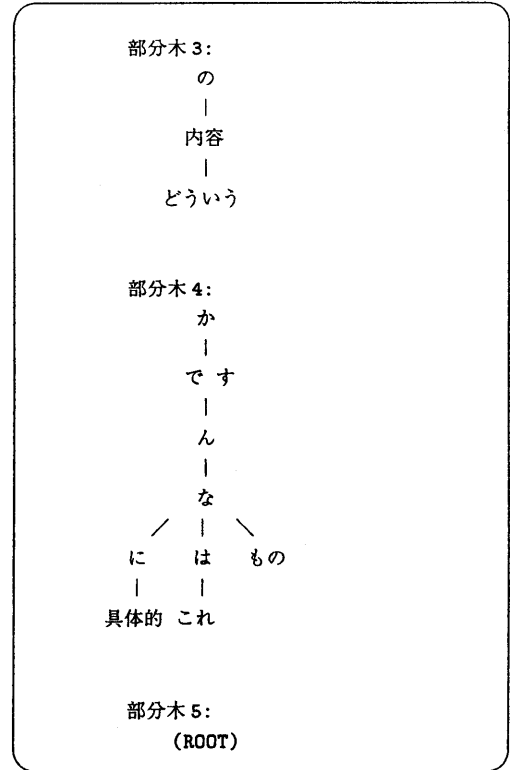 部分木 3:
の
|
内容
|
どういう
部分木 4:
か
|
で す
|
ん
|
な
／ | ＼
に は もの
| |
具体的 これ
部分木 5:
(ROOT)